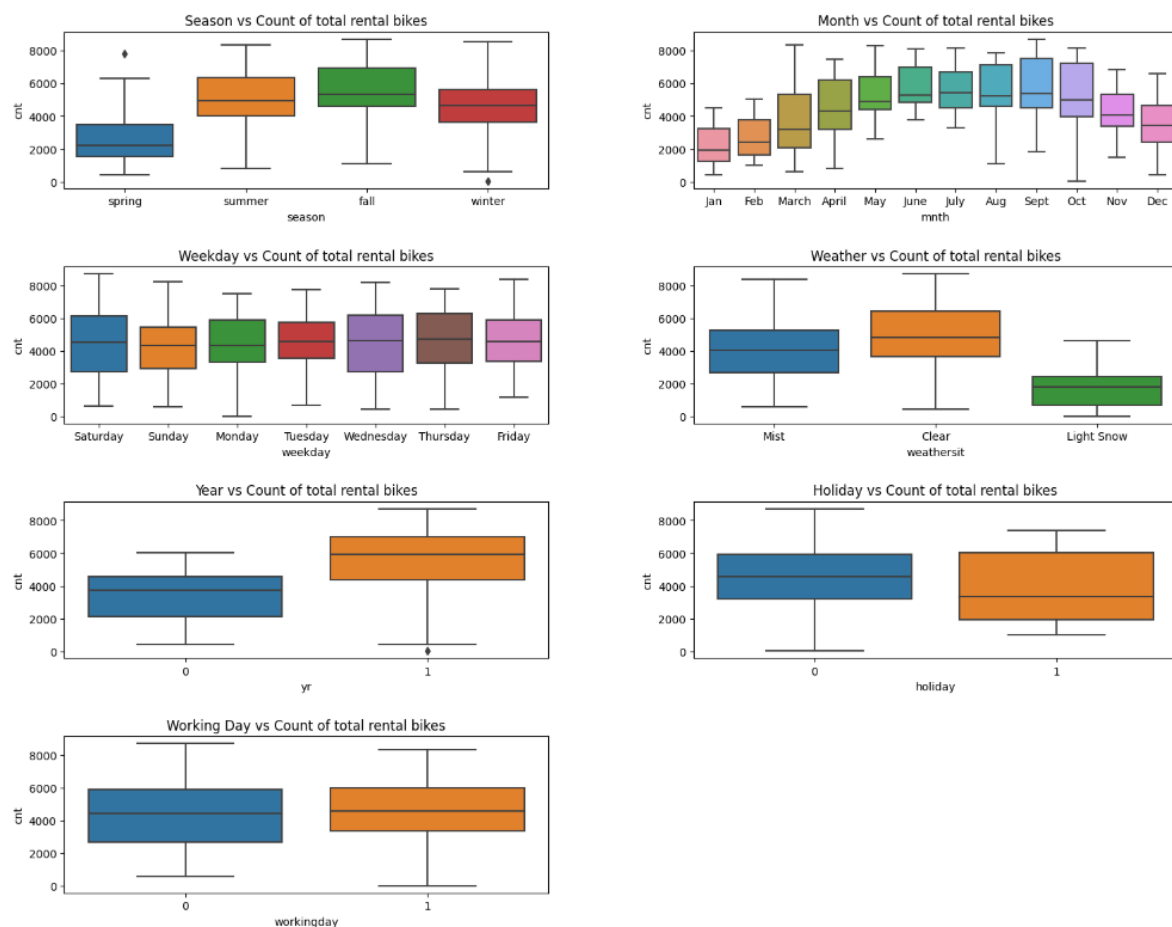 Season vs Count of total rental bikes
8000
6000
4000
2000
0
cnt
spring summer fall winter
season
Month vs Count of total rental bikes
8000
6000
4000
2000
0
cnt
Jan Feb March April May June July Aug Sept Oct Nov Dec
mnth
Weekday vs Count of total rental bikes
8000
6000
4000
2000
0
cnt
Saturday Sunday Monday Tuesday Wednesday Thursday Friday
weekday
Weather vs Count of total rental bikes
8000
6000
4000
2000
0
cnt
Mist Clear Light Snow
weathersit
Year vs Count of total rental bikes
8000
6000
4000
2000
0
cnt
0 1
yr
Holiday vs Count of total rental bikes
8000
6000
4000
2000
0
cnt
0 1
holiday
Working Day vs Count of total rental bikes
8000
6000
4000
2000
0
cnt
0 1
workingday